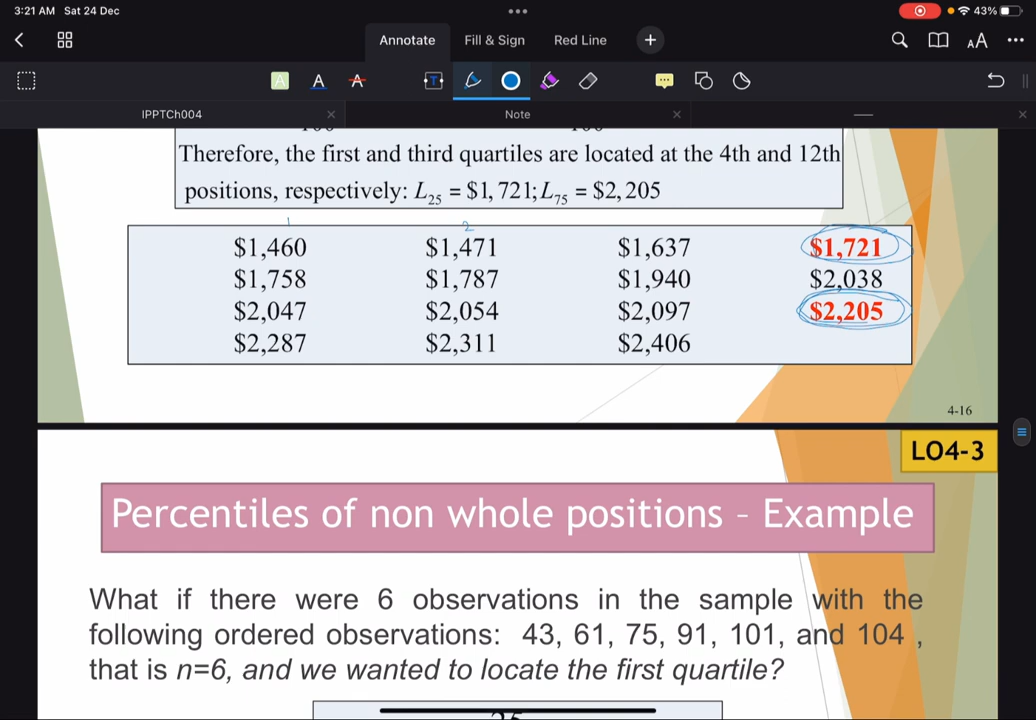 3:21 AM Sat 24 Dec 43%
Annotate Fill & Sign Red Line
A A A T AA
IPPTCh004 Note
Therefore, the first and third quartiles are located at the 4th and 12th
positions, respectively: L25 = $1,721; L75 = $2,205
1 2
$1,460 $1,471 $1,637 $1,721
$1,758 $1,787 $1,940 $2,038
$2,047 $2,054 $2,097 $2,205
$2,287 $2,311 $2,406
4-16
LO4-3
Percentiles of non whole positions – Example
What if there were 6 observations in the sample with the
following ordered observations: 43, 61, 75, 91, 101, and 104 ,
that is n=6, and we wanted to locate the first quartile?